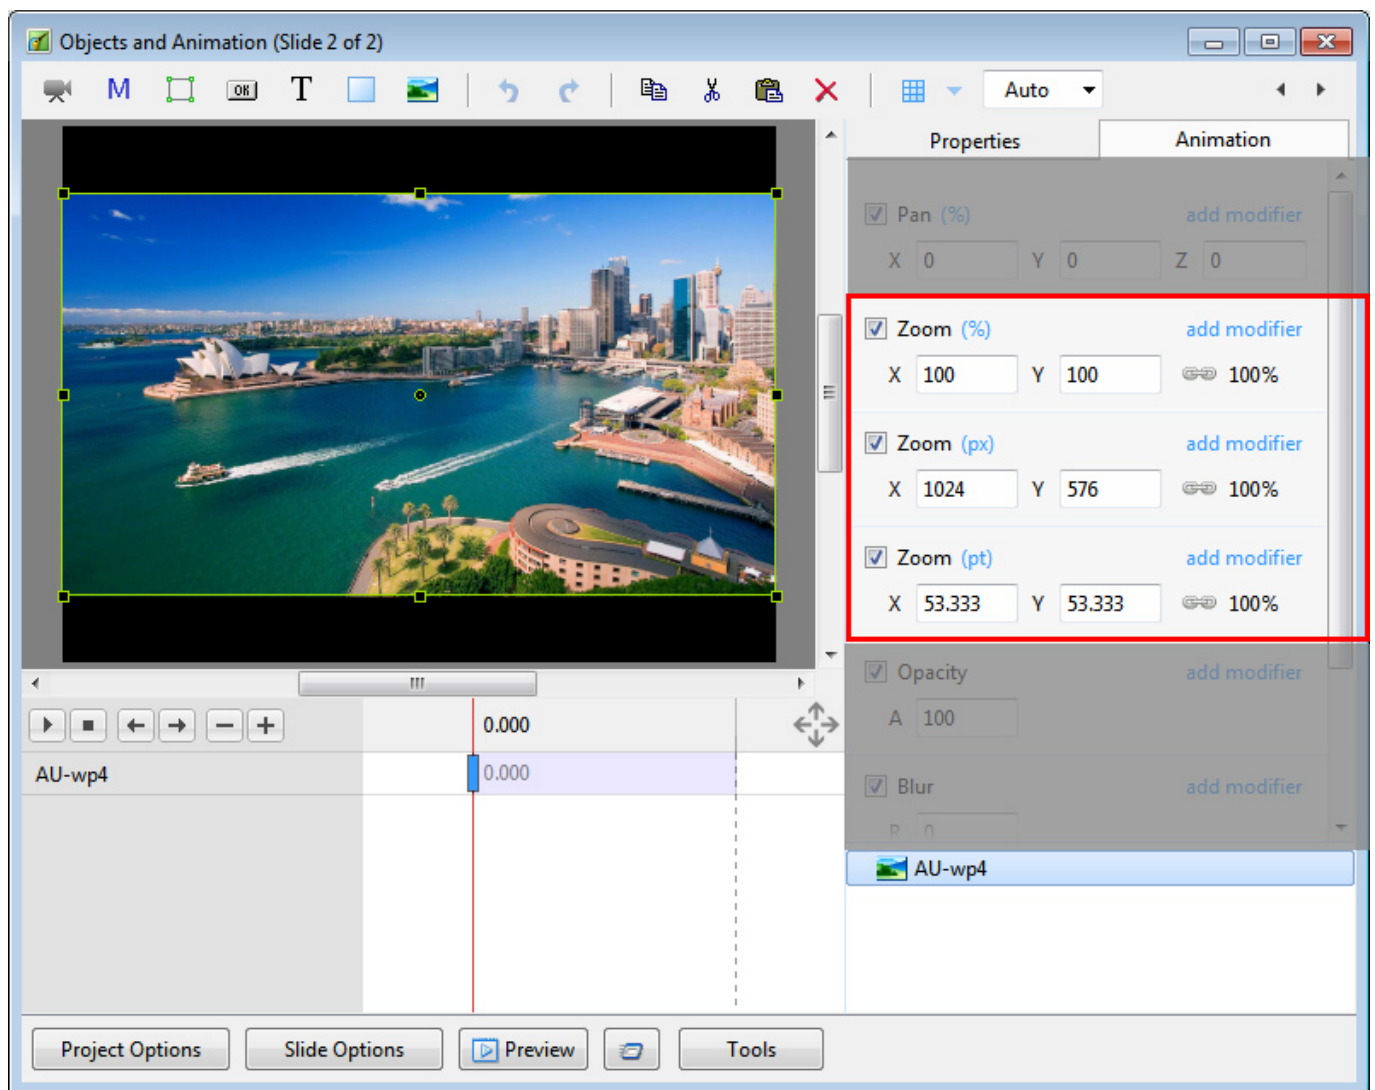 Objects and Animation (Slide 2 of 2)
M OK T Auto
Properties Animation
Pan (%) add modifier
X 0 Y 0 Z 0
Zoom (%) add modifier
X 100 Y 100 100%
Zoom (px) add modifier
X 1024 Y 576 100%
Zoom (pt) add modifier
X 53.333 Y 53.333 100%
Opacity add modifier
A 100
Blur add modifier
R 0
0.000
AU-wp4 0.000
AU-wp4
Project Options Slide Options Preview Tools